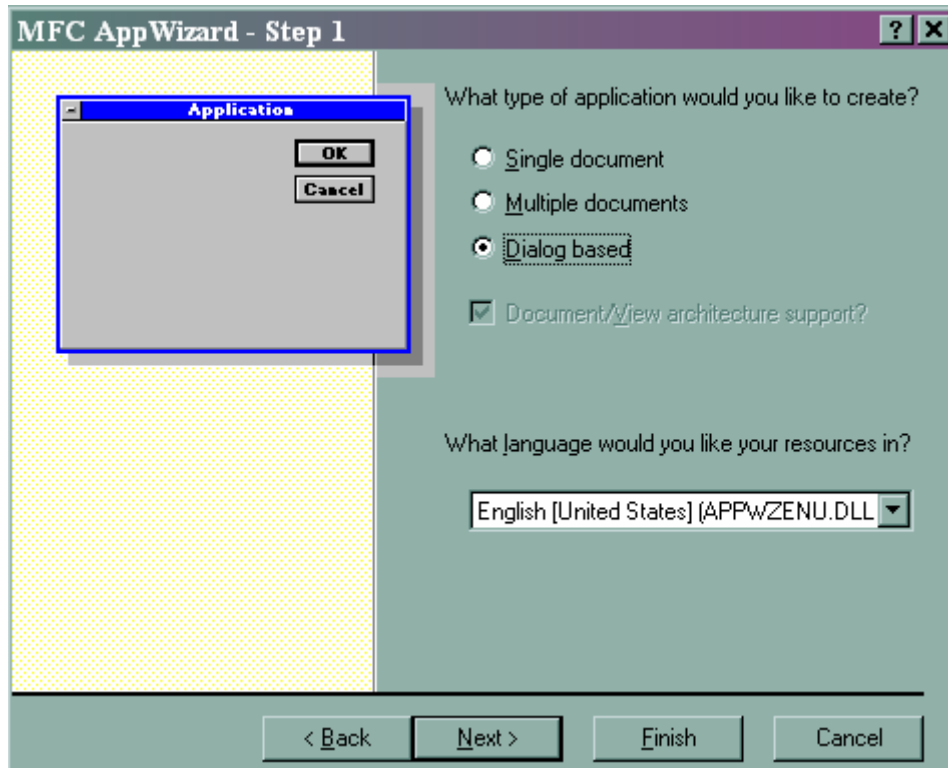 MFC AppWizard - Step 1
? X
Application
OK
Cancel
What type of application would you like to create?
Single document
Multiple documents
Dialog based
Document/View architecture support?
What language would you like your resources in?
English [United States] (APPWZENU.DLL
< Back Next > Finish Cancel